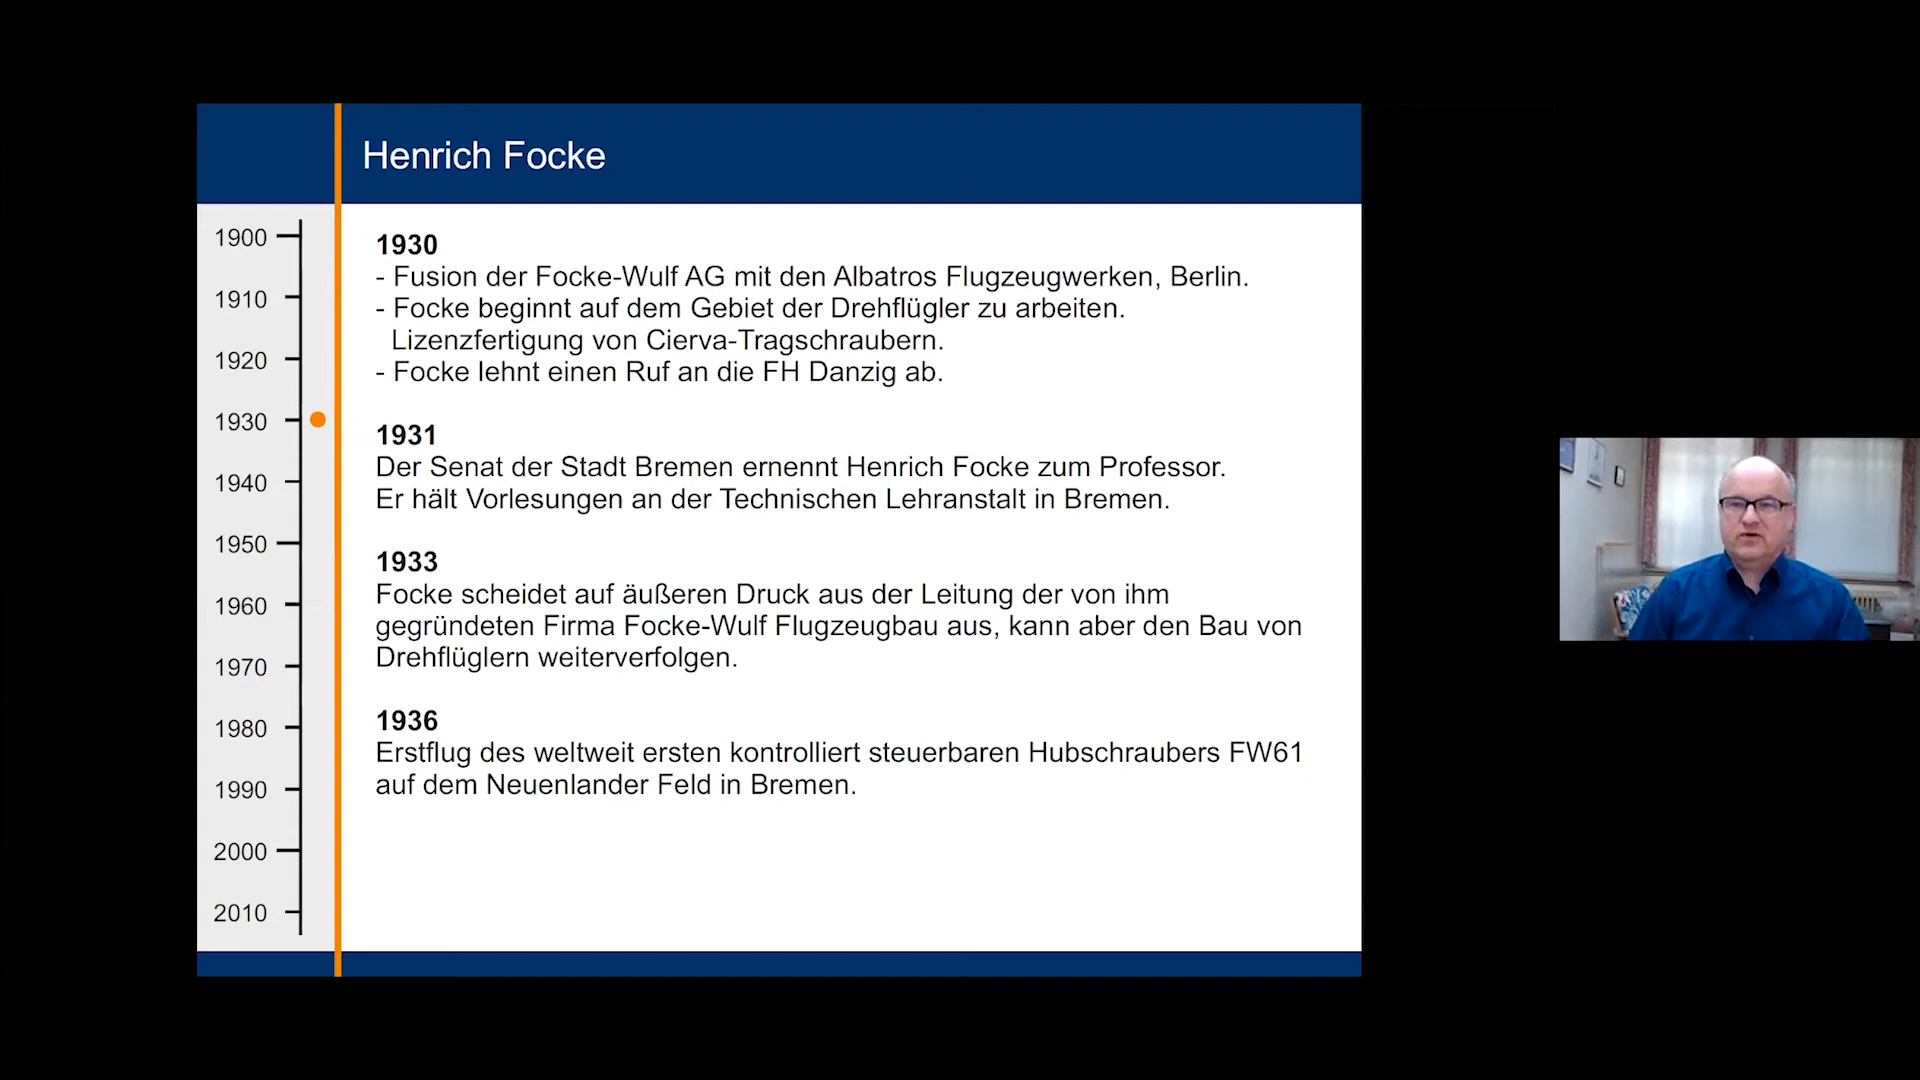 Henrich Focke
1900
1910
1920
1930
1940
1950
1960
1970
1980
1990
2000
2010
1930
- Fusion der Focke-Wulf AG mit den Albatros Flugzeugwerken, Berlin.
- Focke beginnt auf dem Gebiet der Drehflügler zu arbeiten.
Lizenzfertigung von Cierva-Tragschraubern.
- Focke lehnt einen Ruf an die FH Danzig ab.
1931
Der Senat der Stadt Bremen ernennt Henrich Focke zum Professor.
Er hält Vorlesungen an der Technischen Lehranstalt in Bremen.
1933
Focke scheidet auf äußeren Druck aus der Leitung der von ihm
gegründeten Firma Focke-Wulf Flugzeugbau aus, kann aber den Bau von
Drehflüglern weiterverfolgen.
1936
Erstflug des weltweit ersten kontrolliert steuerbaren Hubschraubers FW61
auf dem Neuenlander Feld in Bremen.